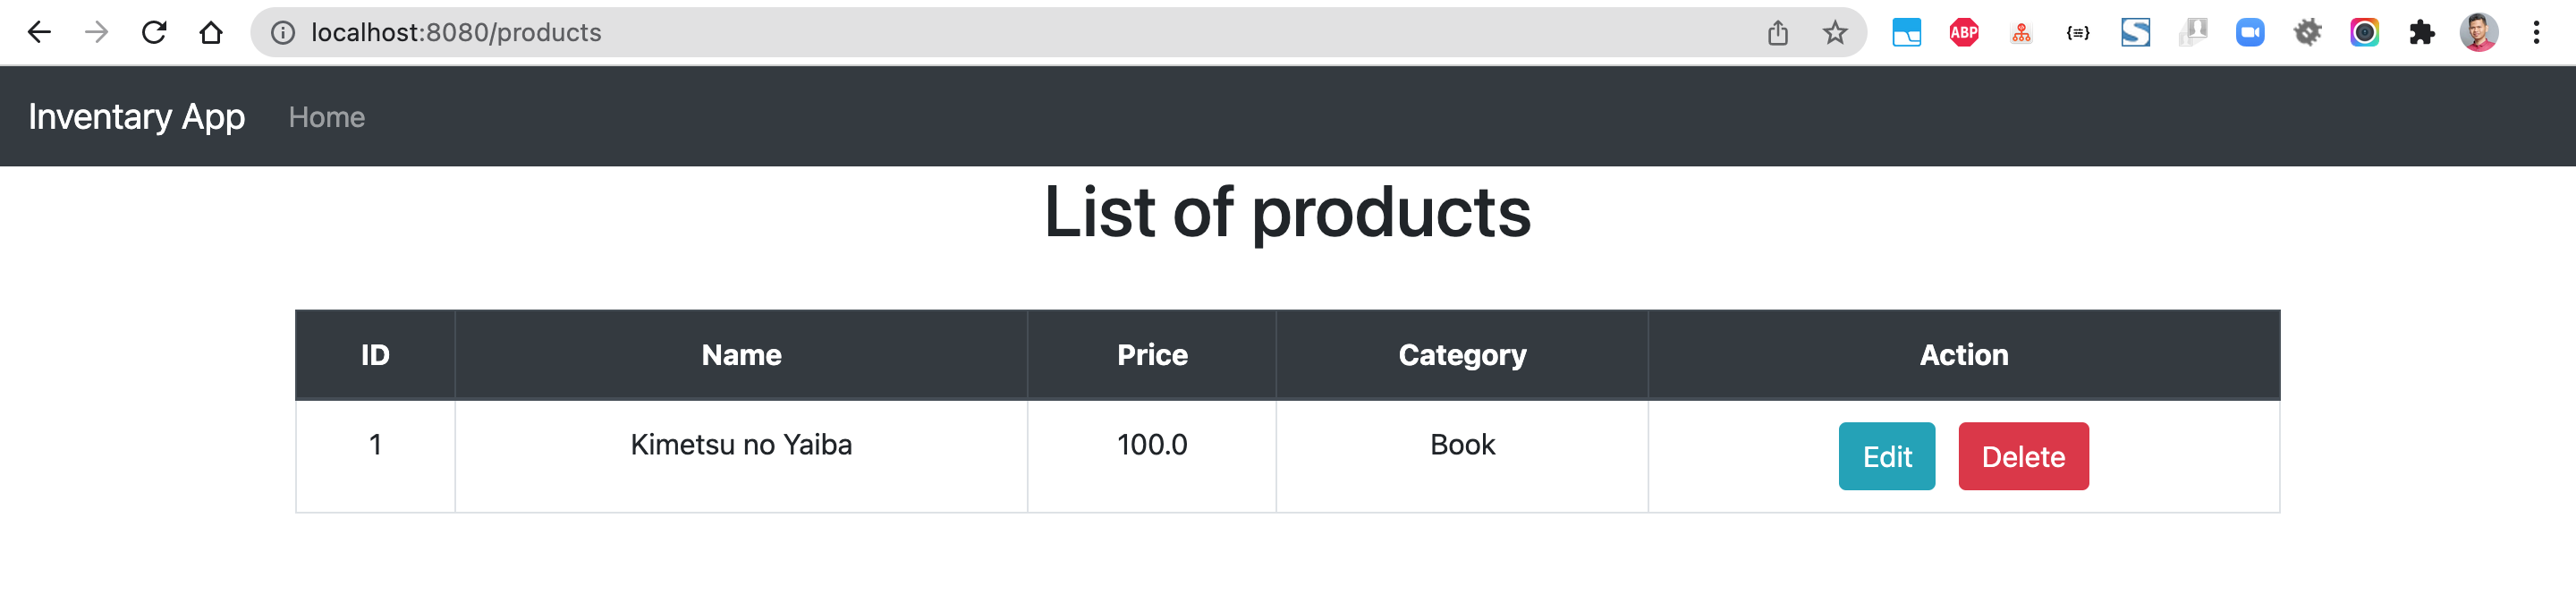 localhost:8080/products
ABP
Inventary App Home
List of products
ID Name Price Category Action
1 Kimetsu no Yaiba 100.0 Book Edit Delete